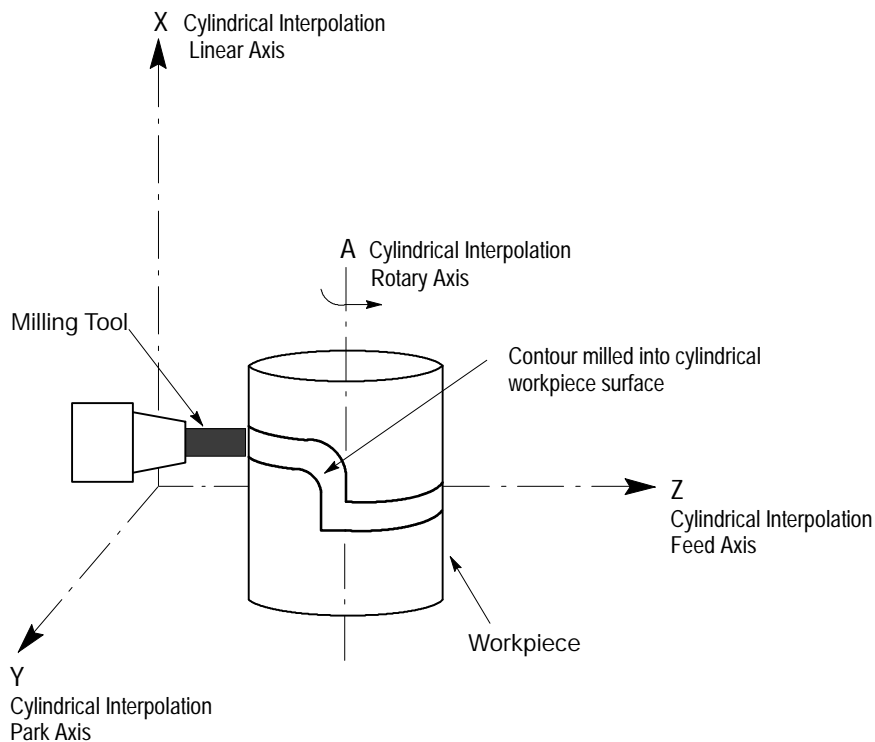 X Cylindrical Interpolation
Linear Axis
A Cylindrical Interpolation
Rotary Axis
Milling Tool
Contour milled into cylindrical
workpiece surface
Z
Cylindrical Interpolation
Feed Axis
Workpiece
Y
Cylindrical Interpolation
Park Axis